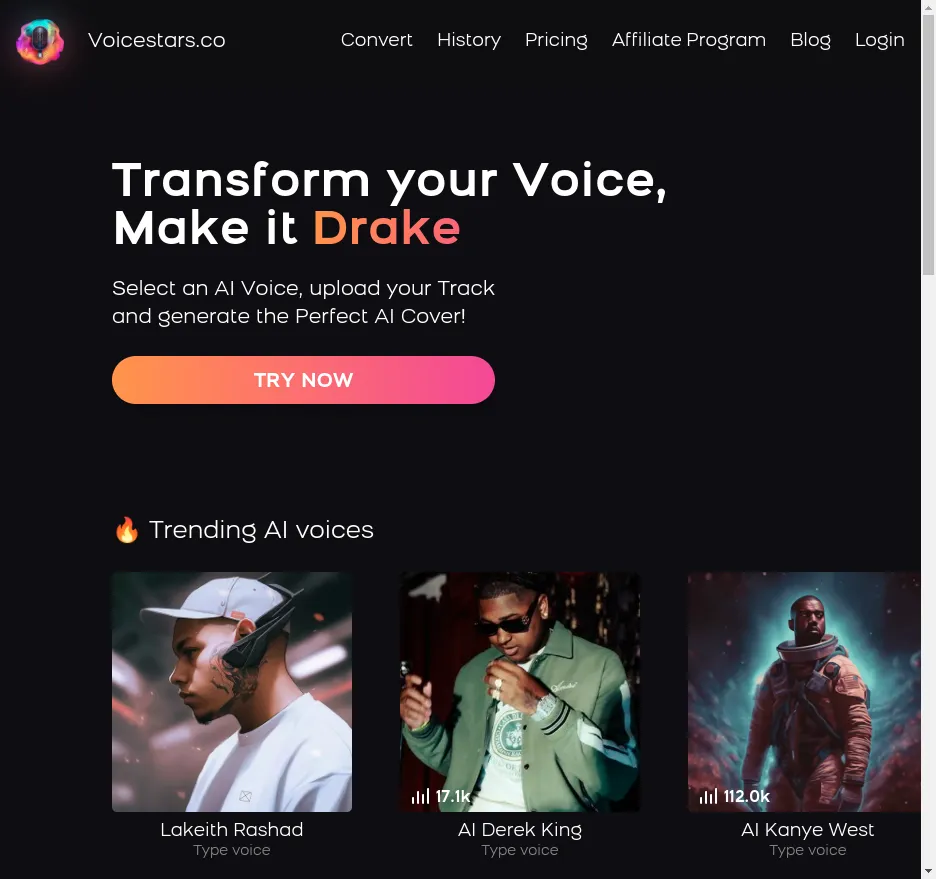 Voicestars.co
Convert
History
Pricing
Affiliate Program
Blog
Login
Transform your Voice,
Make it Drake
Select an AI Voice, upload your Track
and generate the Perfect AI Cover!
TRY NOW
🔥 Trending AI voices
17.1k
112.0k
Lakeith Rashad
Type voice
AI Derek King
Type voice
AI Kanye West
Type voice